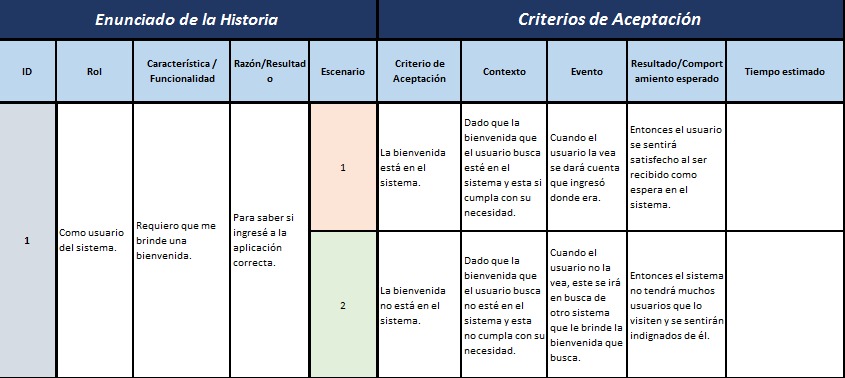 Enunciado de la Historia
Criterios de Aceptación
ID
Rol
Característica /
Funcionalidad
Razón/Resultad
o
Escenario
Criterio de
Aceptación
Contexto
Evento
Resultado/Comport
amiento esperado
Tiempo estimado
1
Como usuario
del sistema.
Requiero que me
brinde una
bienvenida.
Para saber si
ingresé a la
aplicación
correcta.
1
La bienvenida
está en el
sistema.
Dado que la
bienvenida que
el usuario busca
esté en el
sistema y esta si
cumpla con su
necesidad.
Cuando el
usuario la vea
se dará cuenta
que ingresó
donde era.
Entonces el usuario
se sentirá
satisfecho al ser
recibido como
espera en el
sistema.
2
La bienvenida
no está en el
sistema.
Dado que la
bienvenida que
el usuario busca
no esté en el
sistema y esta
no cumpla con su
necesidad.
Cuando el
usuario no la
vea, este se irá
en busca de
otro sistema
que le brinde la
bienvenida que
busca.
Entonces el sistema
no tendrá muchos
usuarios que lo
visiten y se sentirán
indignados de él.